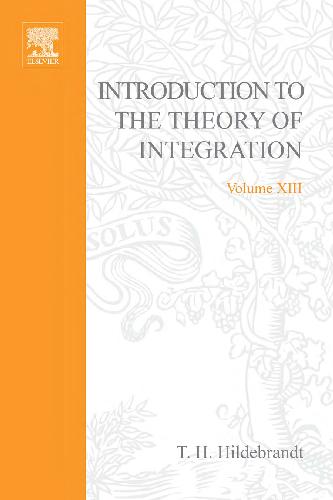 ELSEVIER
INTRODUCTION TO
THE THEORY OF
INTEGRATION
Volume XIII
SOLUS
T. H. Hildebrandt